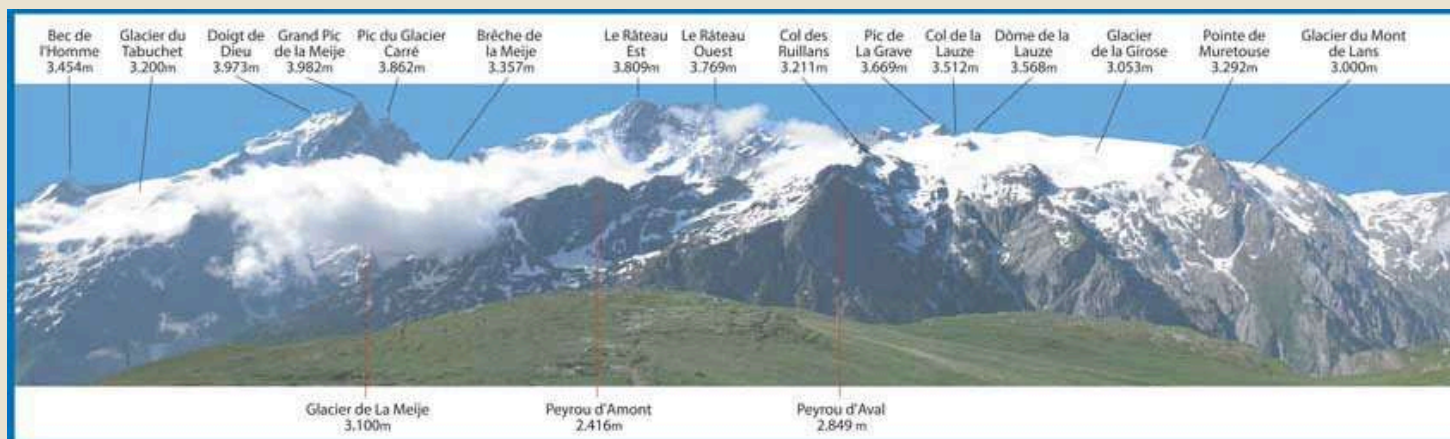 Bec de
l'Homme
3.454m
Glacier du
Tabuchet
3.200m
Doigt de
Dieu
3.973m
Grand Pic
de la Meije
3.982m
Pic du Glacier
Carré
3.862m
Brêche de
la Meije
3.357m
Le Râteau
Est
3.809m
Le Râteau
Ouest
3.769m
Col des
Ruillans
3.211m
Pic de
La Grave
3.669m
Col de la
Lauze
3.512m
Dôme de la
Lauze
3.568m
Glacier
de la Girose
3.053m
Pointe de
Muretouse
3.292m
Glacier du Mont
de Lans
3.000m
Glacier de La Meije
3.100m
Peyrou d'Amont
2.416m
Peyrou d'Aval
2.849 m